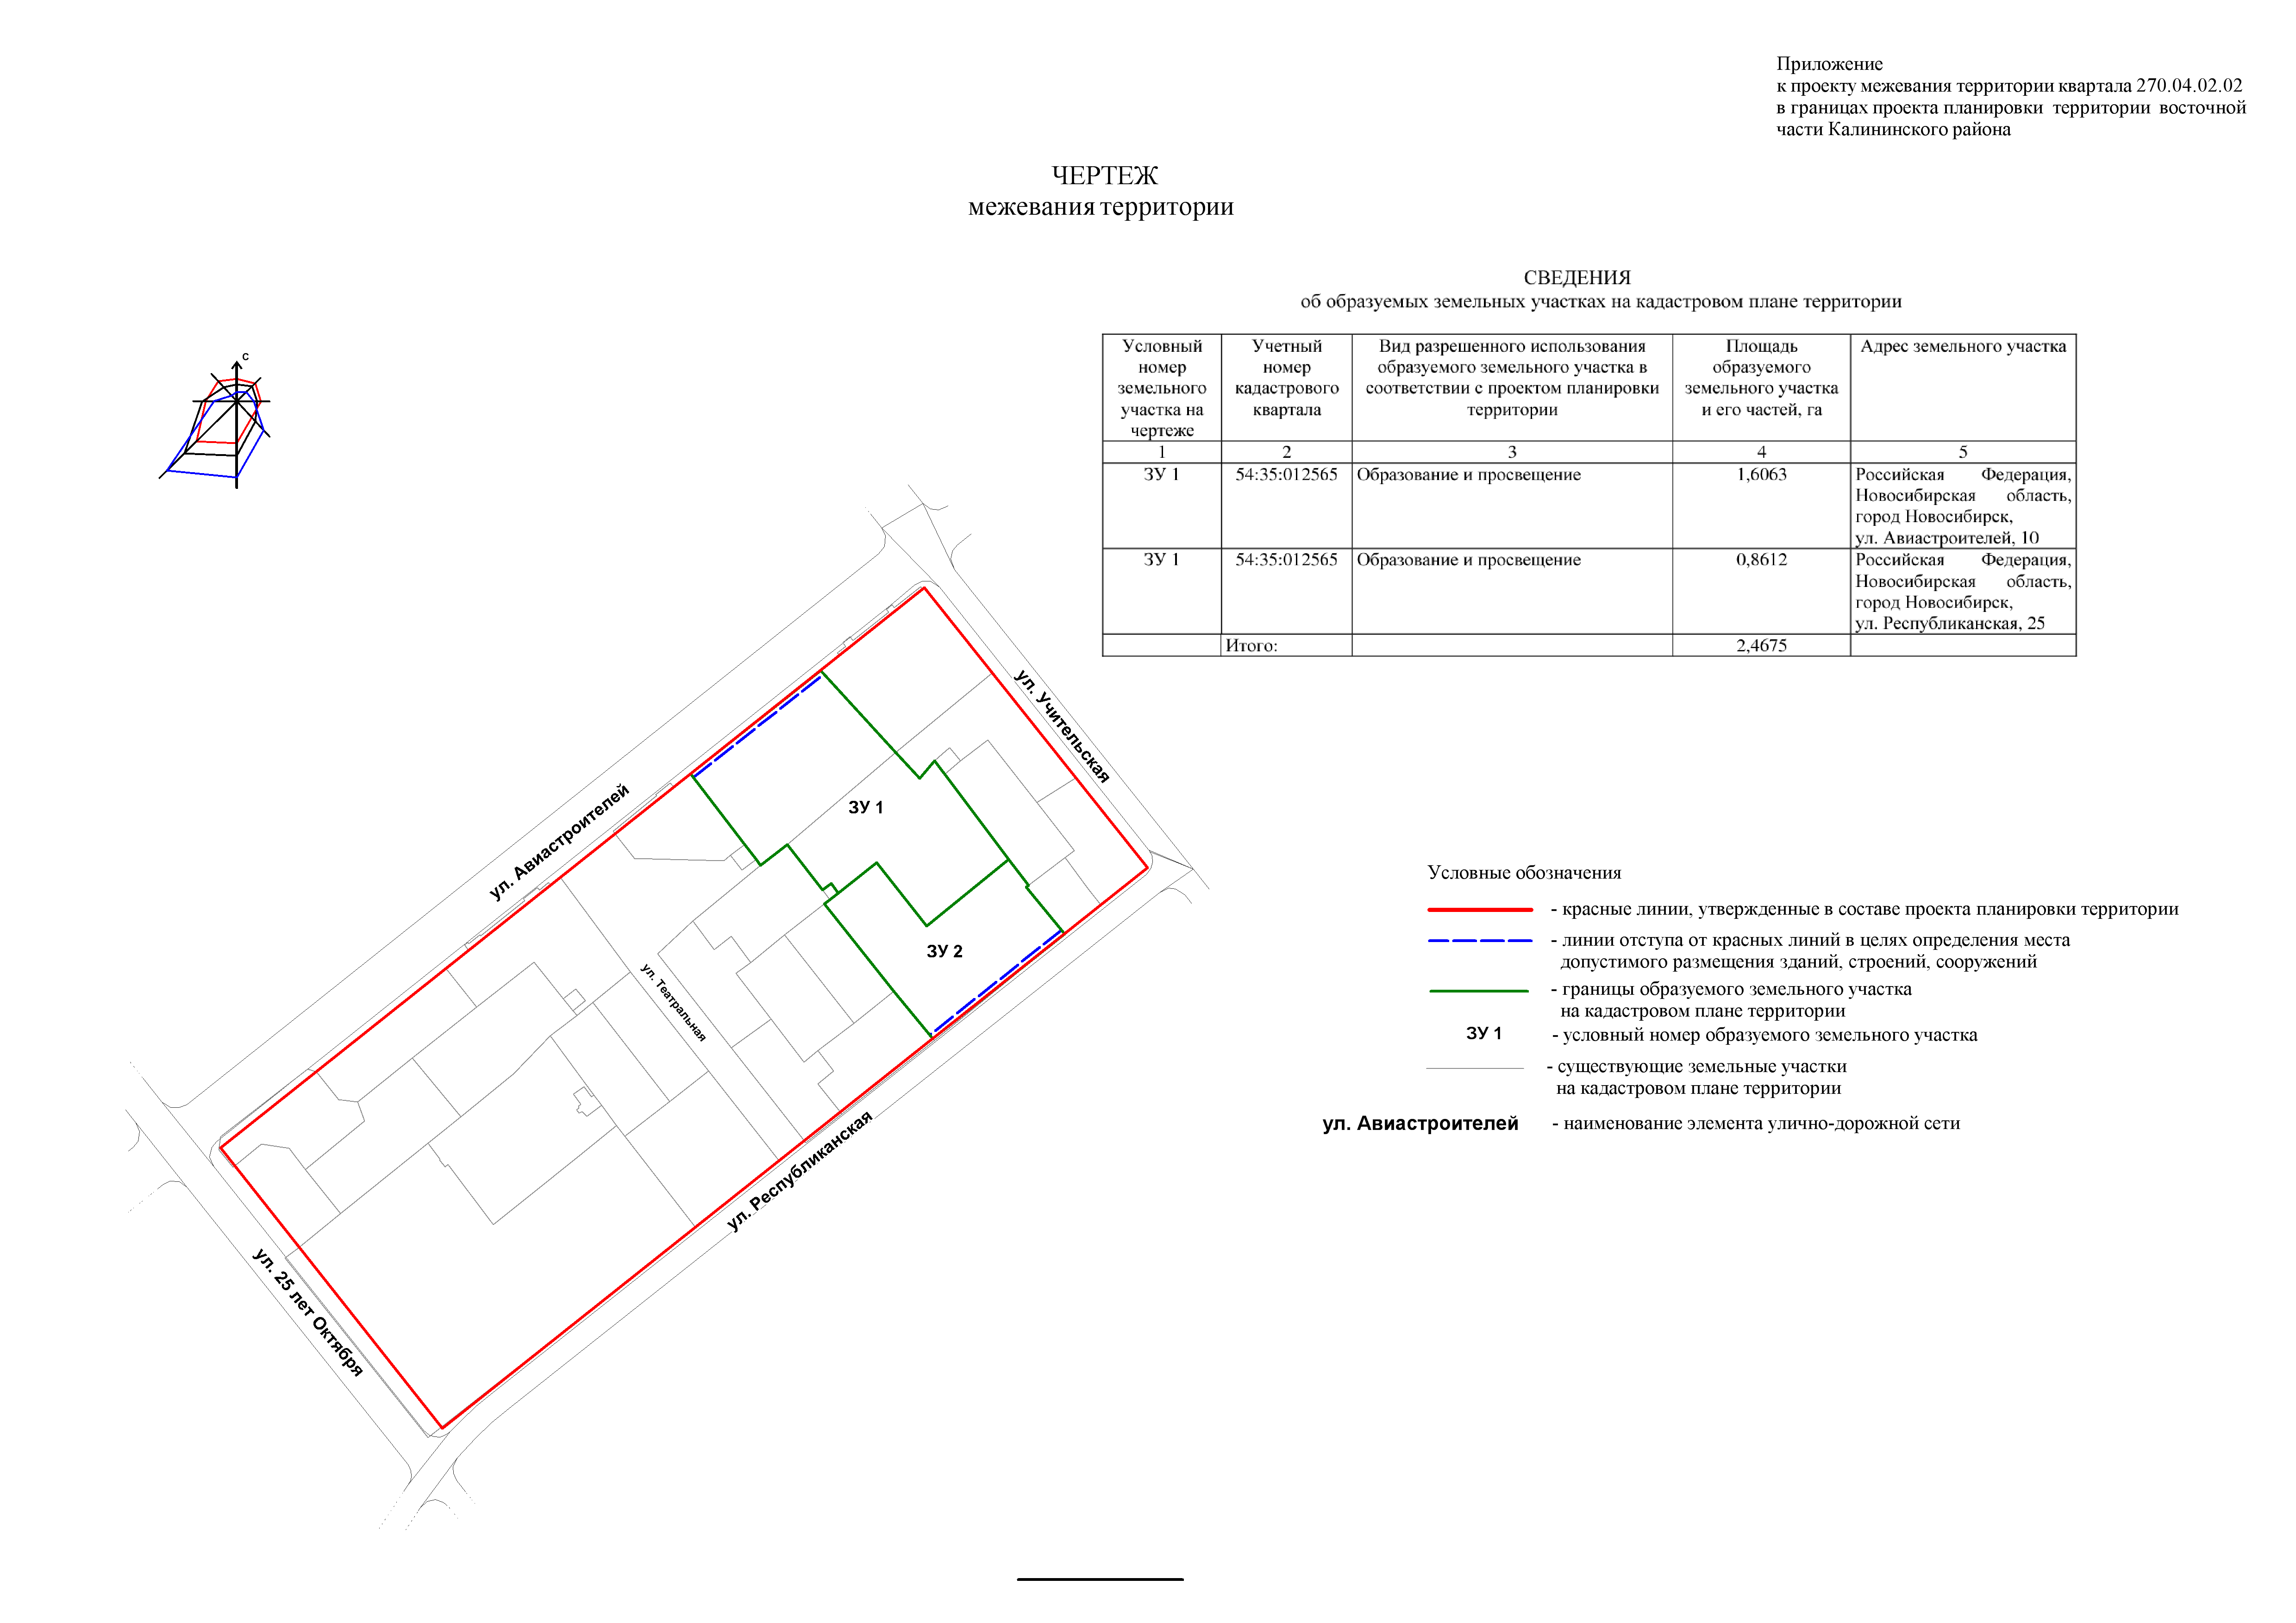 Приложение
к проекту межевания территории квартала 270.04.02.02
в границах проекта планировки территории восточной
части Калининского района
ЧЕРТЕЖ
межевания территории
СВЕДЕНИЯ
об образуемых земельных участках на кадастровом плане территории
Условный
номер
земельного
участка на
чертеже
Учетный
номер
кадастрового
квартала
Вид разрешенного использования
образуемого земельного участка в
соответствии с проектом планировки
территории
Площадь
образуемого
земельного участка
и его частей, га
Адрес земельного участка
1 2 3 4 5
ЗУ 1 54:35:012565 Образование и просвещение 1,6063 Российская Федерация,
Новосибирская область,
город Новосибирск,
ул. Авиастроителей, 10
ЗУ 1 54:35:012565 Образование и просвещение 0,8612 Российская Федерация,
Новосибирская область,
город Новосибирск,
ул. Республиканская, 25
Итого: 2,4675
с
ул. Учительская
ул. Авиастроителей
ЗУ 1
ЗУ 2
ул. Театральная
ул. Республиканская
ул. 25 лет Октября
Условные обозначения
- красные линии, утвержденные в составе проекта планировки территории
- линии отступа от красных линий в целях определения места
допустимого размещения зданий, строений, сооружений
- границы образуемого земельного участка
на кадастровом плане территории
ЗУ 1 - условный номер образуемого земельного участка
- существующие земельные участки
на кадастровом плане территории
ул. Авиастроителей - наименование элемента улично-дорожной сети